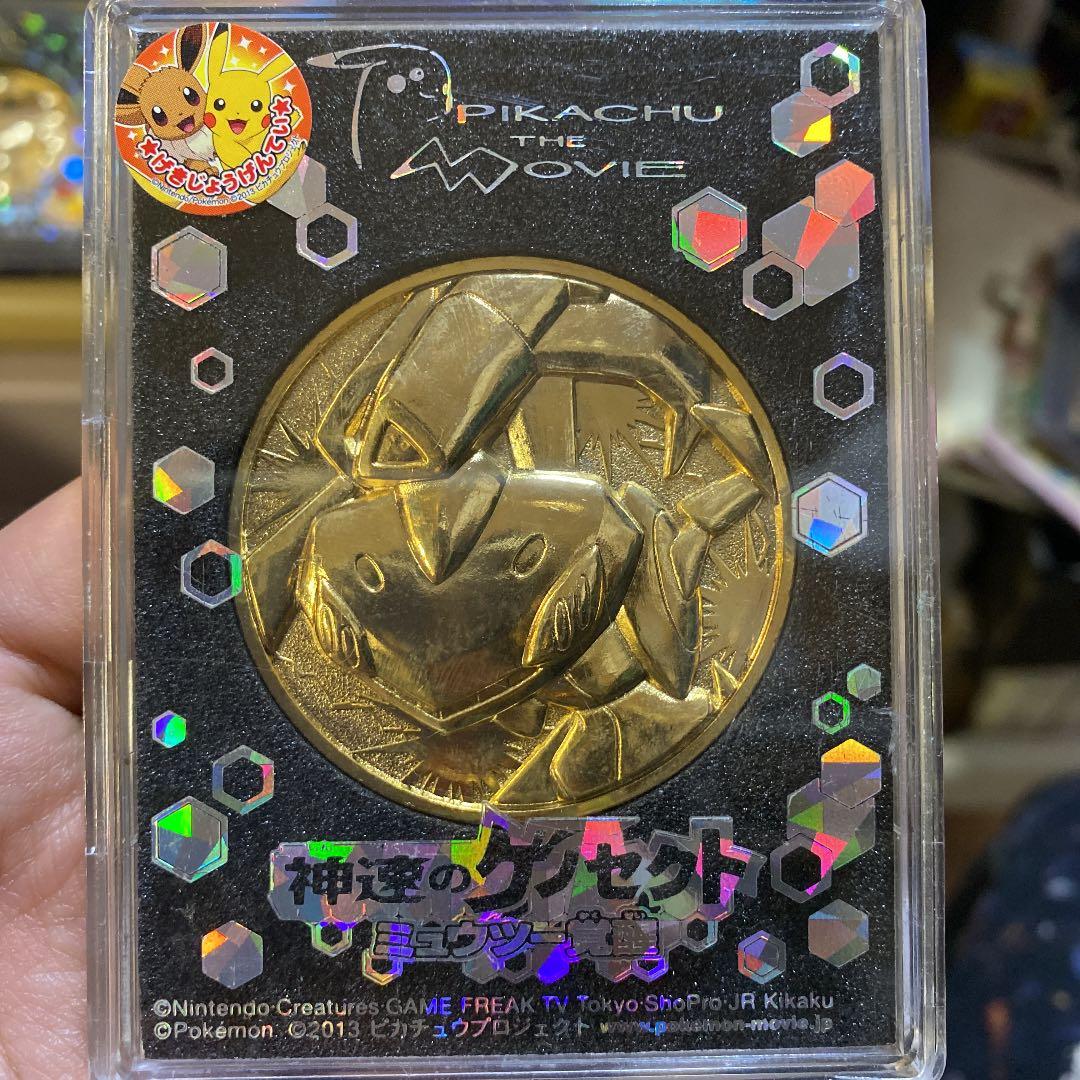 ★げきじょうげんてい★
©Nintendo/Pokémon ©2013 ピカチュウプロジェクト
PIKACHU
THE
MOVIE
神速のゲノセクト
ミュウツー覚醒
©Nintendo·Creatures·GAME FREAK·TV Tokyo·ShoPro·JR Kikaku
©Pokémon ©2013 ピカチュウプロジェクト www.pokemon-movie.jp